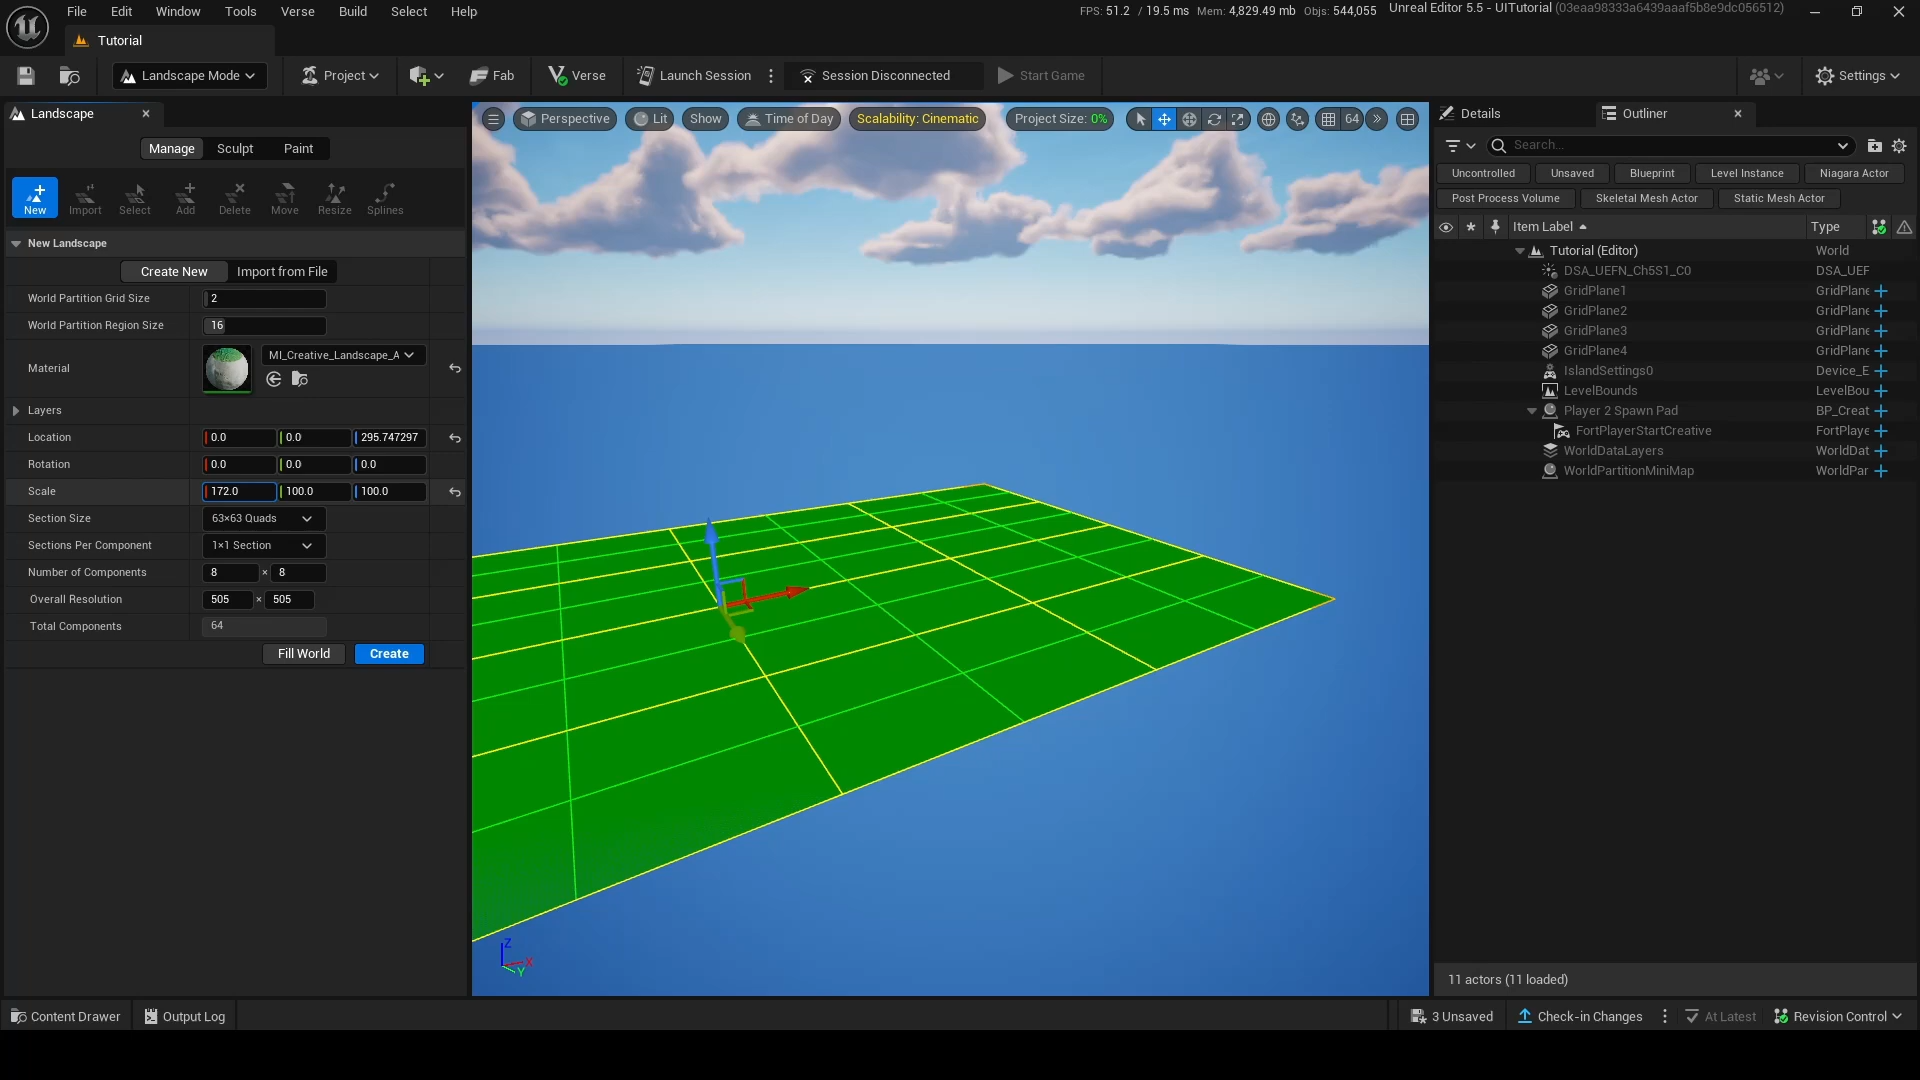 File Edit Window Tools Verse Build Select Help
FPS: 51.2 / 19.5 ms Mem: 4,829.49 mb Objs: 544,055 Unreal Editor 5.5 - UITutorial (03eaa98333a6439aaaf5b8e9dc056512)
Tutorial
Landscape Mode Project Fab Verse Launch Session Session Disconnected Start Game Settings
Landscape
Manage Sculpt Paint
New Import Select Add Delete Move Resize Splines
New Landscape
Create New Import from File
World Partition Grid Size 2
World Partition Region Size 16
Material MI_Creative_Landscape_A
Layers
Location 0.0 0.0 295.747297
Rotation 0.0 0.0 0.0
Scale 172.0 100.0 100.0
Section Size 63×63 Quads
Sections Per Component 1×1 Section
Number of Components 8 × 8
Overall Resolution 505 × 505
Total Components 64
Fill World Create
Perspective Lit Show Time of Day Scalability: Cinematic Project Size: 0% 64
Z X Y
Details Outliner
Search...
Uncontrolled Unsaved Blueprint Level Instance Niagara Actor
Post Process Volume Skeletal Mesh Actor Static Mesh Actor
Item Label Type
Tutorial (Editor) World
DSA_UEFN_Ch5S1_C0 DSA_UEF
GridPlane1 GridPlane
GridPlane2 GridPlane
GridPlane3 GridPlane
GridPlane4 GridPlane
IslandSettings0 Device_E
LevelBounds LevelBou
Player 2 Spawn Pad BP_Creat
FortPlayerStartCreative FortPlaye
WorldDataLayers WorldDat
WorldPartitionMiniMap WorldPar
11 actors (11 loaded)
Content Drawer Output Log 3 Unsaved Check-in Changes At Latest Revision Control